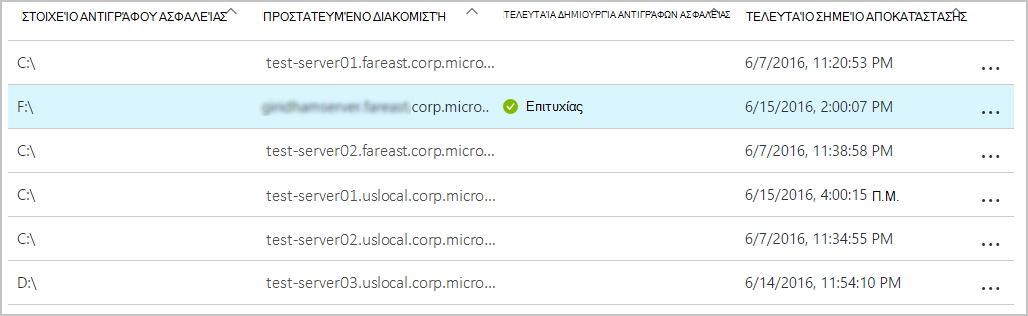 ΣΤΟΙΧΕΊΟ ΑΝΤΙΓΡΆΦΟΥ ΑΣΦΑΛΕΊΑΣ ΠΡΟΣΤΑΤΕΥΜΈΝΟ ΔΙΑΚΟΜΙΣΤΉ ΤΕΛΕΥΤΑΊΑ ΔΗΜΙΟΥΡΓΊΑ ΑΝΤΙΓΡΆΦΩΝ ΑΣΦΑΛΕΊΑΣ ΤΕΛΕΥΤΑΊΟ ΣΗΜΕΊΟ ΑΠΟΚΑΤΆΣΤΑΣΗΣ
C:\ test-server01.fareast.corp.micro... 6/7/2016, 11:20:53 PM ...
F:\ .corp.micro.. Επιτυχίας 6/15/2016, 2:00:07 PM ...
C:\ test-server02.fareast.corp.micro... 6/7/2016, 11:38:58 PM ...
C:\ test-server01.uslocal.corp.micro... 6/15/2016, 4:00:15 Π.Μ. ...
C:\ test-server02.uslocal.corp.micro... 6/7/2016, 11:34:55 PM ...
D:\ test-server03.uslocal.corp.micro... 6/14/2016, 11:54:10 PM ...